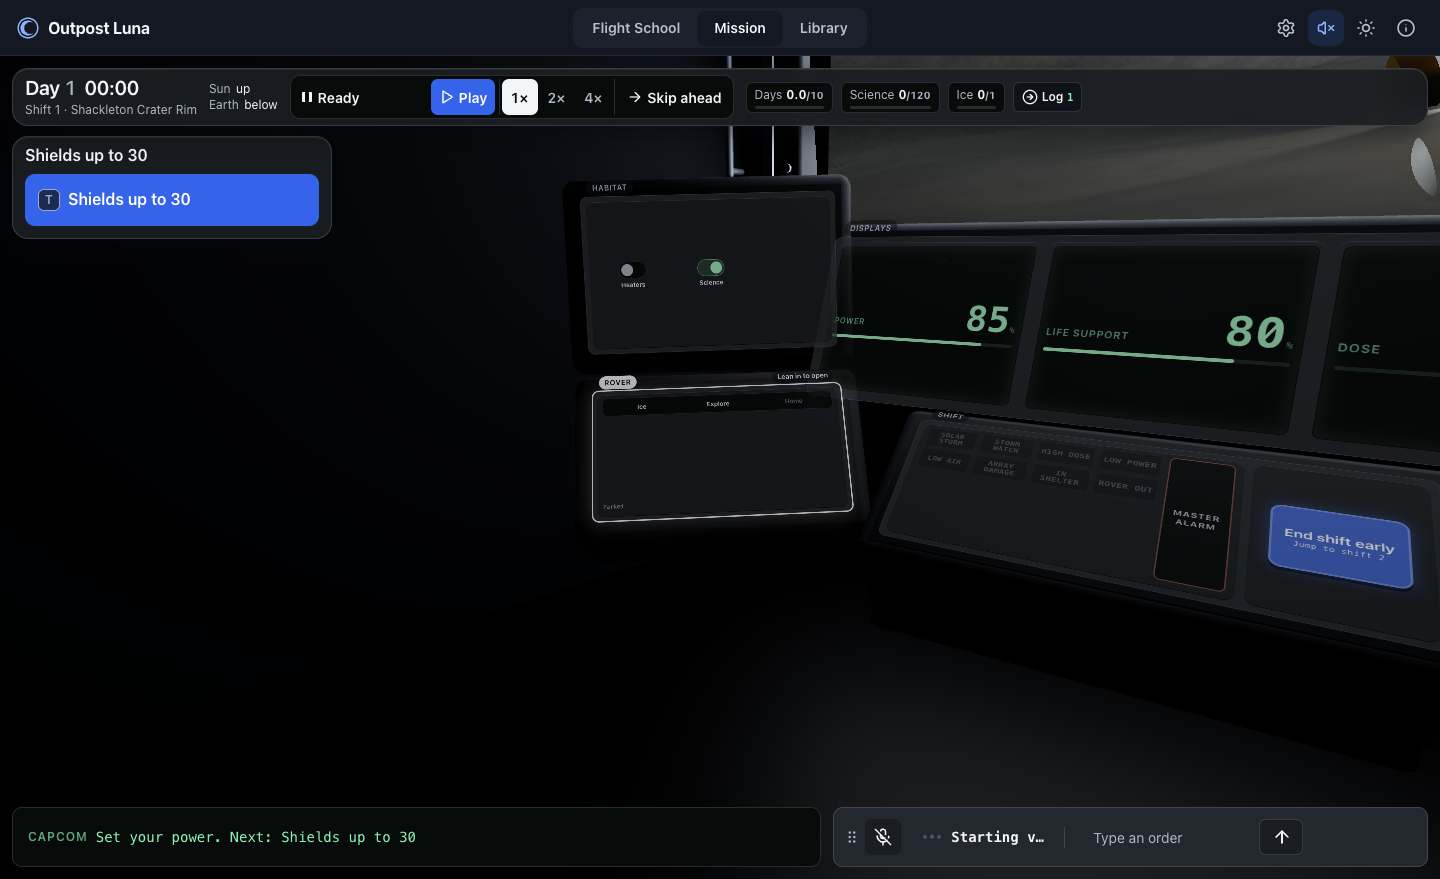 Outpost Luna
Flight School
Mission
Library
Day 1 00:00
Shift 1 · Shackleton Crater Rim
Sun up
Earth below
Ready
Play
1×
2×
4×
Skip ahead
Days 0.0/10
Science 0/120
Ice 0/1
Log 1
Shields up to 30
T Shields up to 30
HABITAT
Heaters
Science
DISPLAYS
POWER 85%
LIFE SUPPORT 80%
DOSE
ROVER
Lean in to open
Ice
Explore
Home
Parked
SHIFT
SOLAR STORM
STORM WATCH
HIGH DOSE
LOW POWER
LOW AIR
ARRAY DAMAGE
IN SHELTER
ROVER OUT
MASTER ALARM
End shift early
Jump to shift 2
CAPCOM Set your power. Next: Shields up to 30
Starting v…
Type an order